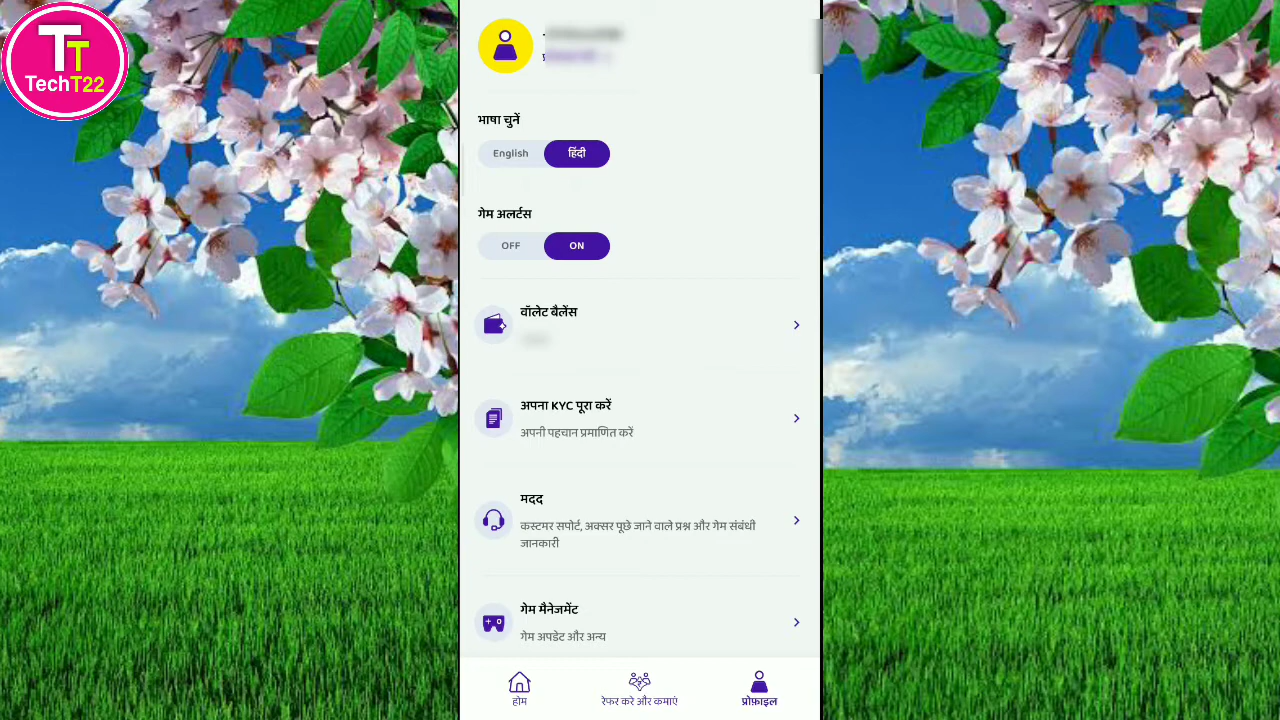 TT
TechT22
भाषा चुनें
English हिंदी
गेम अलर्टस
OFF ON
वॉलेट बैलेंस
अपना KYC पूरा करें
अपनी पहचान प्रमाणित करें
मदद
कस्टमर सपोर्ट, अक्सर पूछे जाने वाले प्रश्न और गेम संबंधी
जानकारी
गेम मैनेजमेंट
गेम अपडेट और अन्य
होम रेफर करे और कमाएं प्रोफ़ाइल